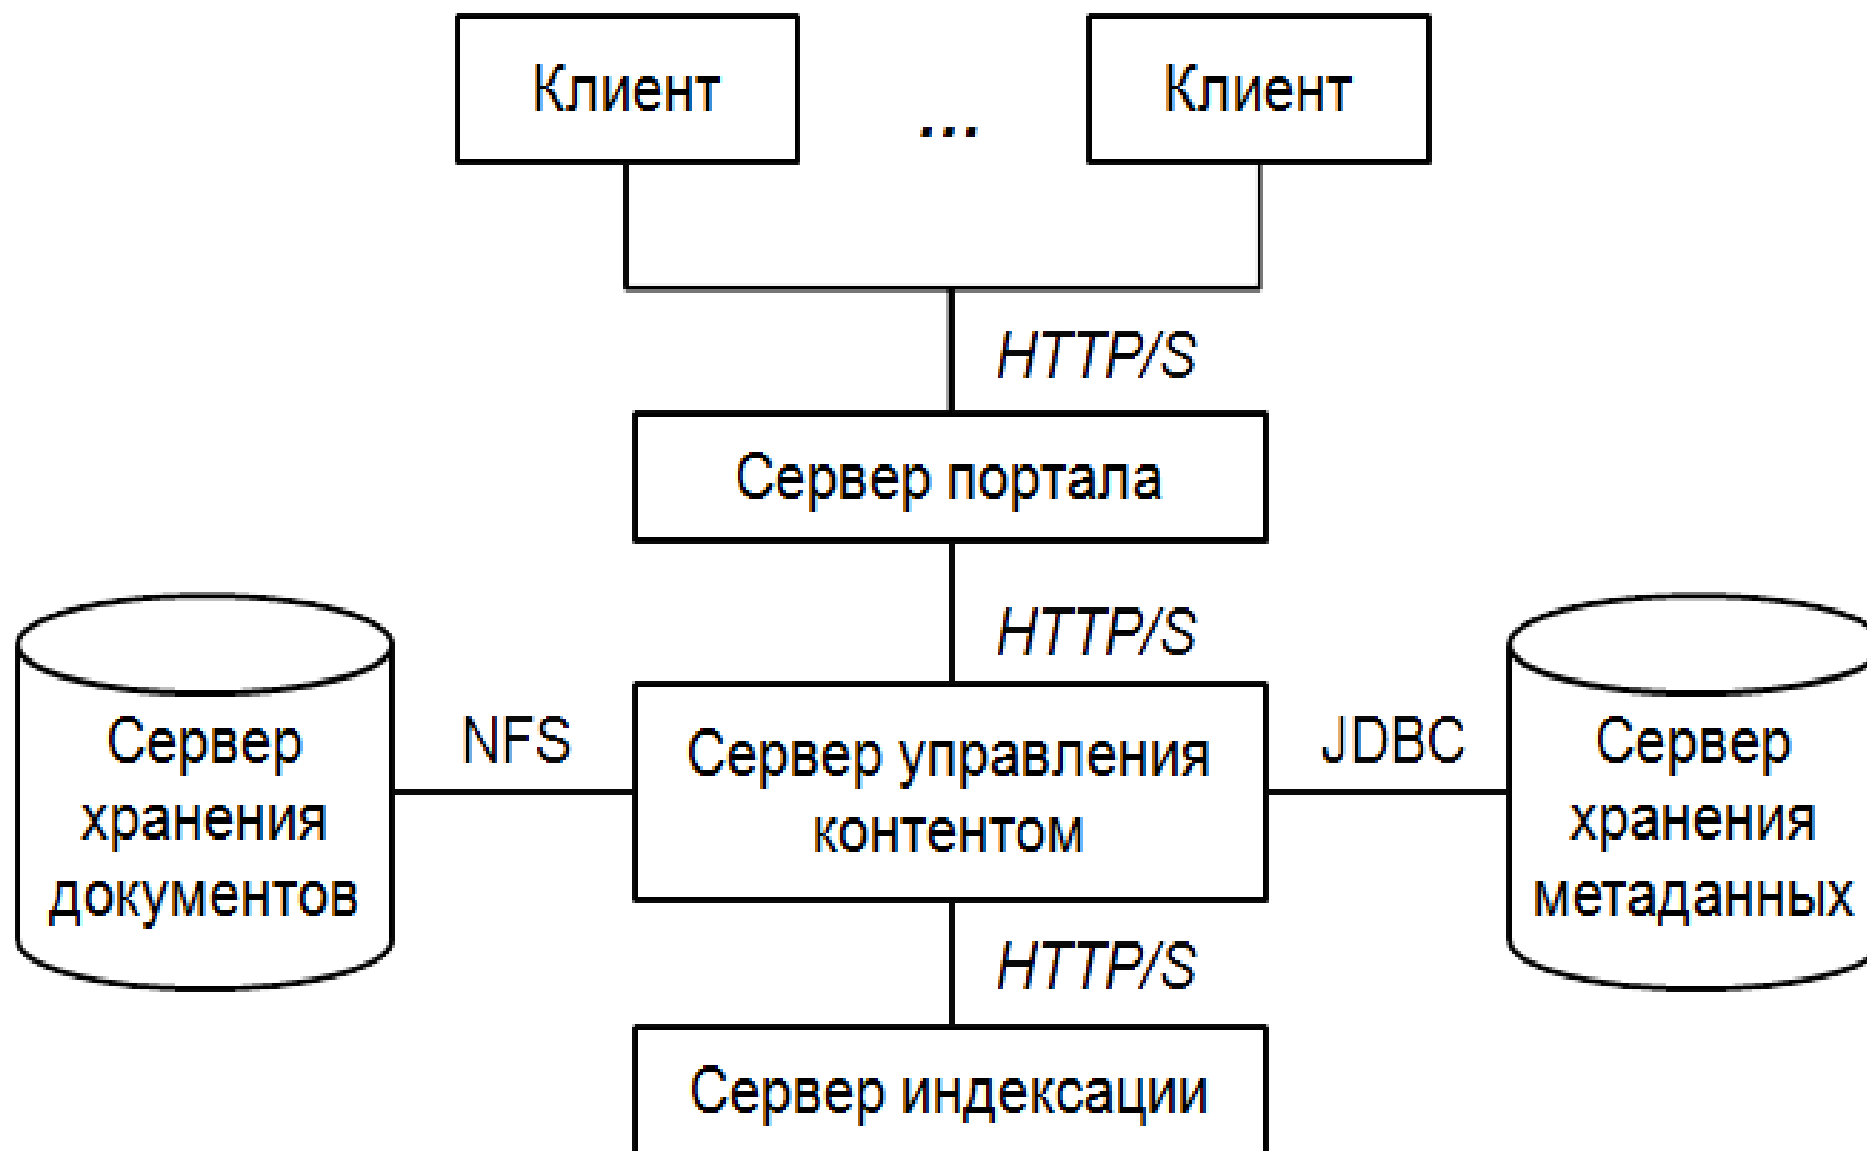 Клиент
...
Клиент
HTTP/S
Сервер портала
HTTP/S
Сервер
хранения
документов
NFS
Сервер управления
контентом
JDBC
Сервер
хранения
метаданных
HTTP/S
Сервер индексации